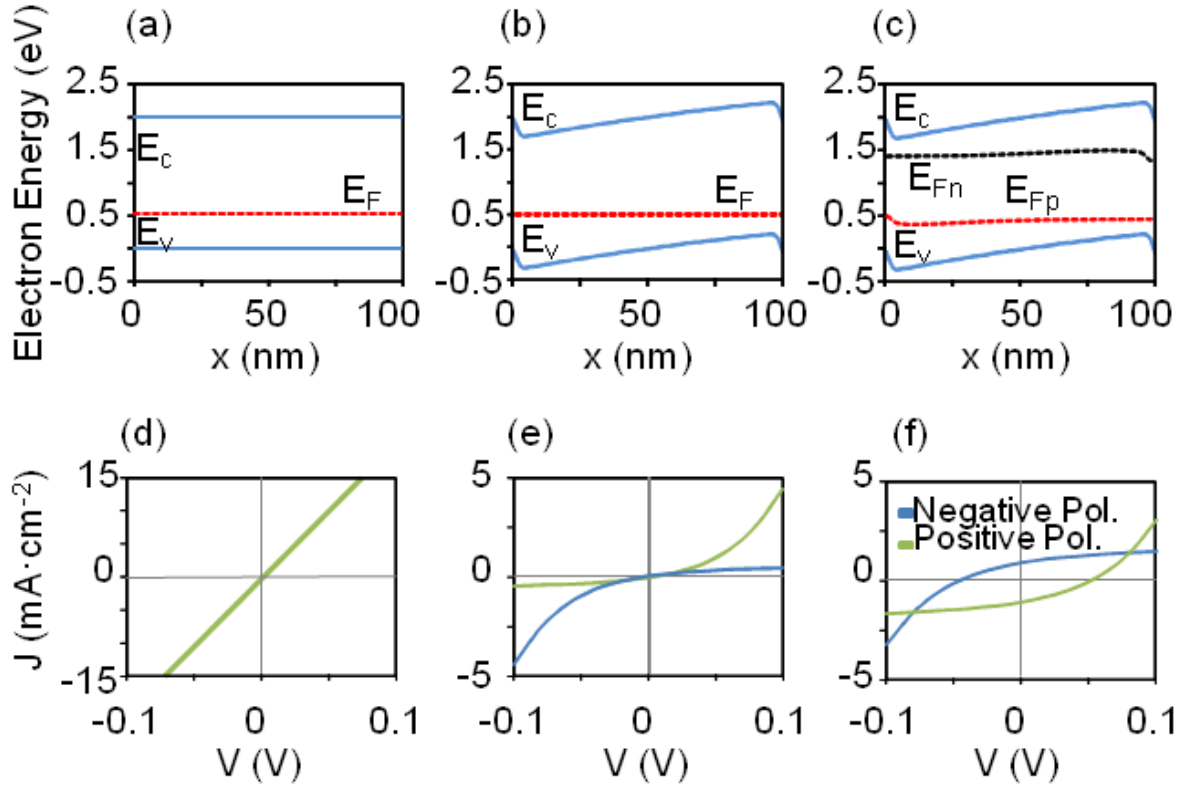 (a)
(b)
(c)
Electron Energy (eV)
2.5
1.5
0.5
-0.5
E_c
E_F
E_v
0
50
100
x (nm)
2.5
1.5
0.5
-0.5
E_c
E_F
E_v
0
50
100
x (nm)
2.5
1.5
0.5
-0.5
E_c
E_Fn
E_Fp
E_v
0
50
100
x (nm)
(d)
(e)
(f)
J (mA·cm⁻²)
15
0
-15
-0.1
0
0.1
V (V)
5
0
-5
-0.1
0
0.1
V (V)
5
0
-5
Negative Pol.
Positive Pol.
-0.1
0
0.1
V (V)